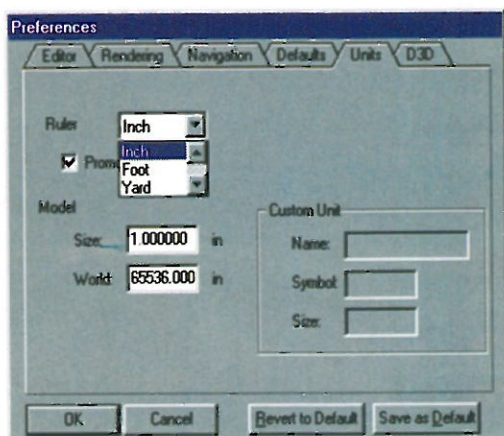 Preferences
Editor Rendering Navigation Defaults Units D3D
Ruler Inch
Inch
Foot
Yard
Model
Size: 1.000000 in
World: 65536.000 in
Custom Unit
Name:
Symbol:
Size:
OK Cancel Revert to Default Save as Default